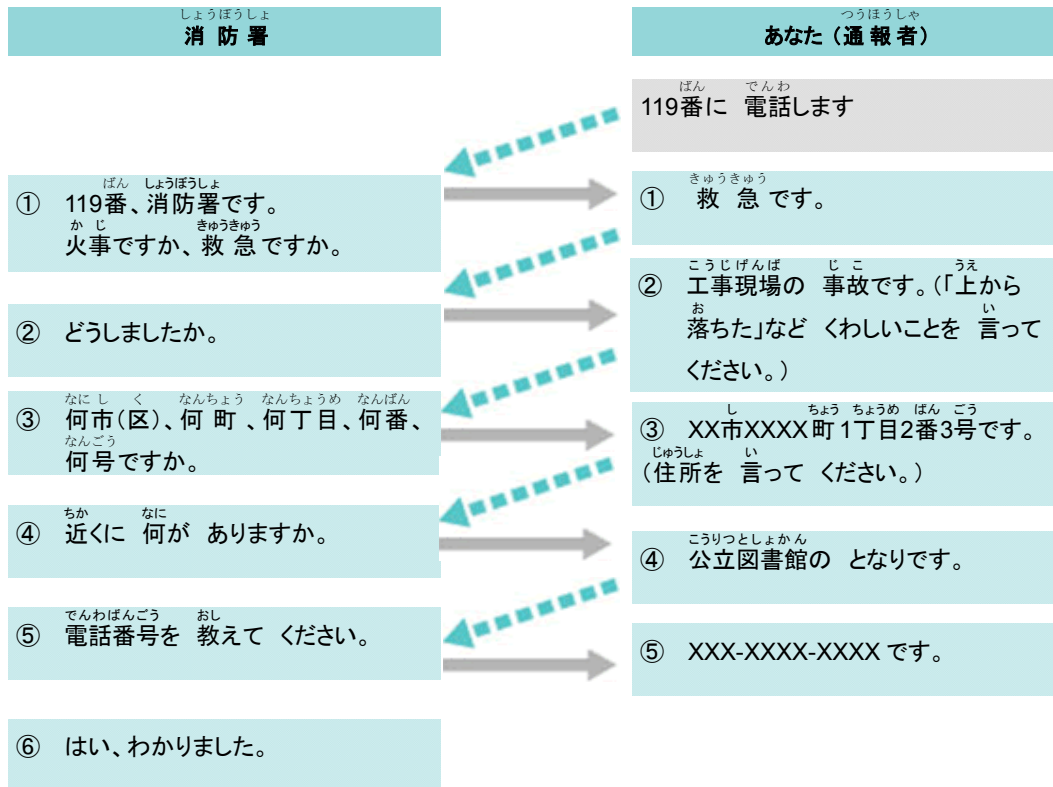 しょうぼうしょ
消防署
つうほうしゃ
あなた（通報者）
ばん でんわ
119番に 電話します
ばん しょうぼうしょ
① 119番、消防署です。
かじ きゅうきゅう
火事ですか、救急ですか。
きゅうきゅう
① 救急です。
② どうしましたか。
こうじげんば じこ うえ
② 工事現場の 事故です。（「上から
お い
落ちた」など くわしいことを 言って
ください。）
なにし く なんちょう なんちょうめ なんばん
③ 何市（区）、何町、何丁目、何番、
なんごう
何号ですか。
し ちょう ちょうめ ばん ごう
③ XX市XXXX町1丁目2番3号です。
じゅうしょ い
（住所を 言って ください。）
ちか なに
④ 近くに 何が ありますか。
こうりつとしょかん
④ 公立図書館の となりです。
でんわばんごう おし
⑤ 電話番号を 教えて ください。
⑤ XXX-XXXX-XXXX です。
⑥ はい、わかりました。